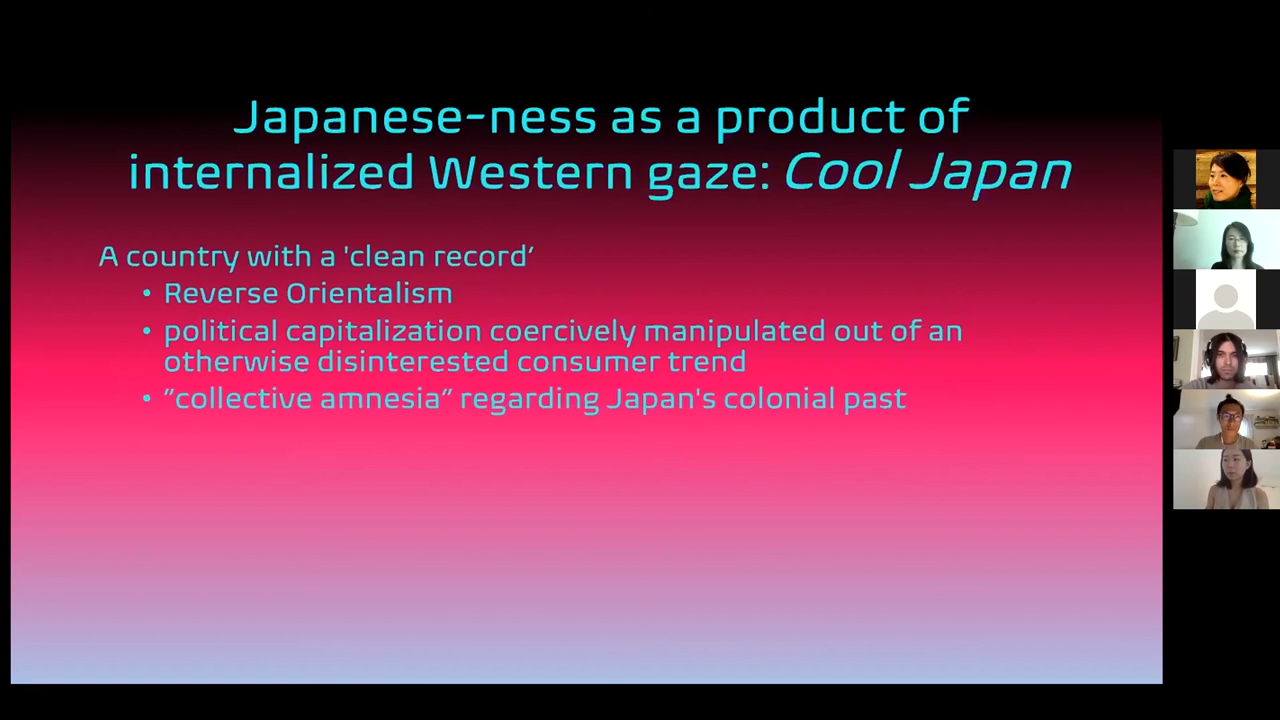 Japanese-ness as a product of
internalized Western gaze: Cool Japan
A country with a 'clean record‘
• Reverse Orientalism
• political capitalization coercively manipulated out of an
otherwise disinterested consumer trend
• ”collective amnesia” regarding Japan's colonial past